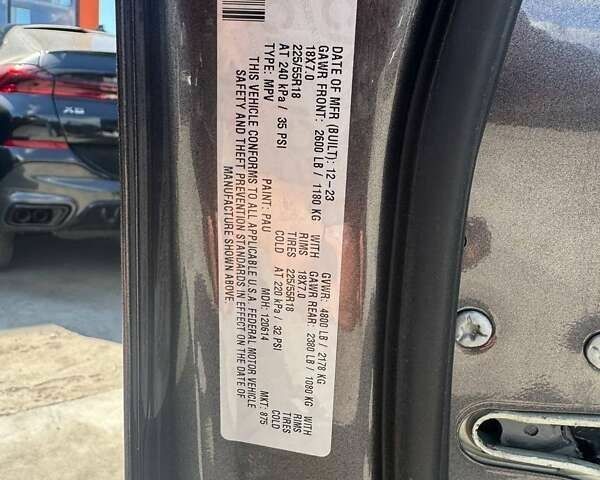 DATE OF MFR (BUILT): 12-23 GVWR: 4800 LB / 2178 KG
GAWR FRONT: 2600 LB / 1180 KG WITH GAWR REAR: 2380 LB / 1080 KG WITH
18X7.0 RIMS 18X7.0 RIMS
225/55R18 TIRES 225/55R18 TIRES
AT 240 kPa / 35 PSI COLD AT 220 kPa / 32 PSI COLD
TYPE: MPV PAINT: PAU MDH: 120614 MKT: 875
THIS VEHICLE CONFORMS TO ALL APPLICABLE U.S.A. FEDERAL MOTOR VEHICLE
SAFETY AND THEFT PREVENTION STANDARDS IN EFFECT ON THE DATE OF
MANUFACTURE SHOWN ABOVE.
X6